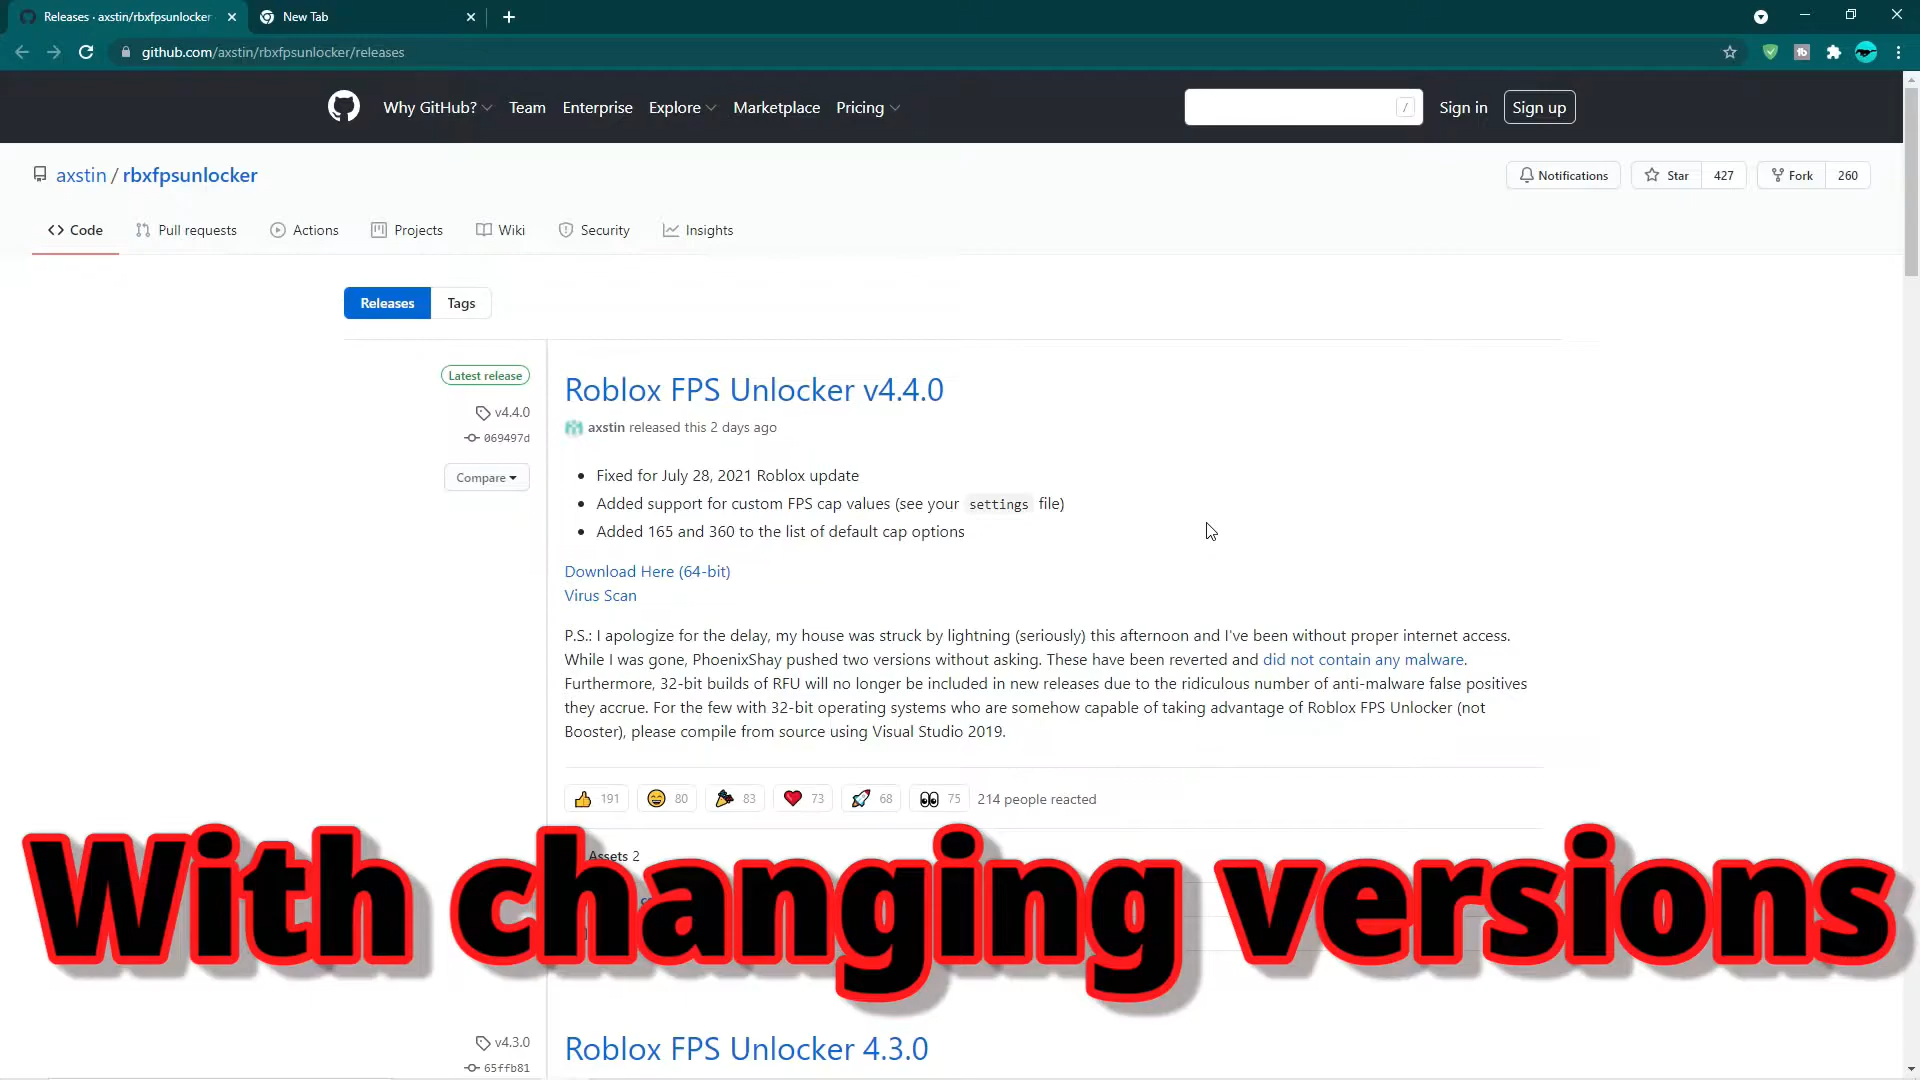 Releases · axstin/rbxfpsunlocker
New Tab
github.com/axstin/rbxfpsunlocker/releases
Why GitHub? Team Enterprise Explore Marketplace Pricing
/
Sign in Sign up
axstin / rbxfpsunlocker
Notifications Star 427 Fork 260
Code Pull requests Actions Projects Wiki Security Insights
Releases Tags
Latest release
v4.4.0
069497d
Compare
Roblox FPS Unlocker v4.4.0
axstin released this 2 days ago
• Fixed for July 28, 2021 Roblox update
• Added support for custom FPS cap values (see your settings file)
• Added 165 and 360 to the list of default cap options
Download Here (64-bit)
Virus Scan
P.S.: I apologize for the delay, my house was struck by lightning (seriously) this afternoon and I've been without proper internet access.
While I was gone, PhoenixShay pushed two versions without asking. These have been reverted and did not contain any malware.
Furthermore, 32-bit builds of RFU will no longer be included in new releases due to the ridiculous number of anti-malware false positives
they accrue. For the few with 32-bit operating systems who are somehow capable of taking advantage of Roblox FPS Unlocker (not
Booster), please compile from source using Visual Studio 2019.
191 80 83 73 68 75 214 people reacted
Assets 2
With changing versions
v4.3.0
65ffb81
Roblox FPS Unlocker 4.3.0